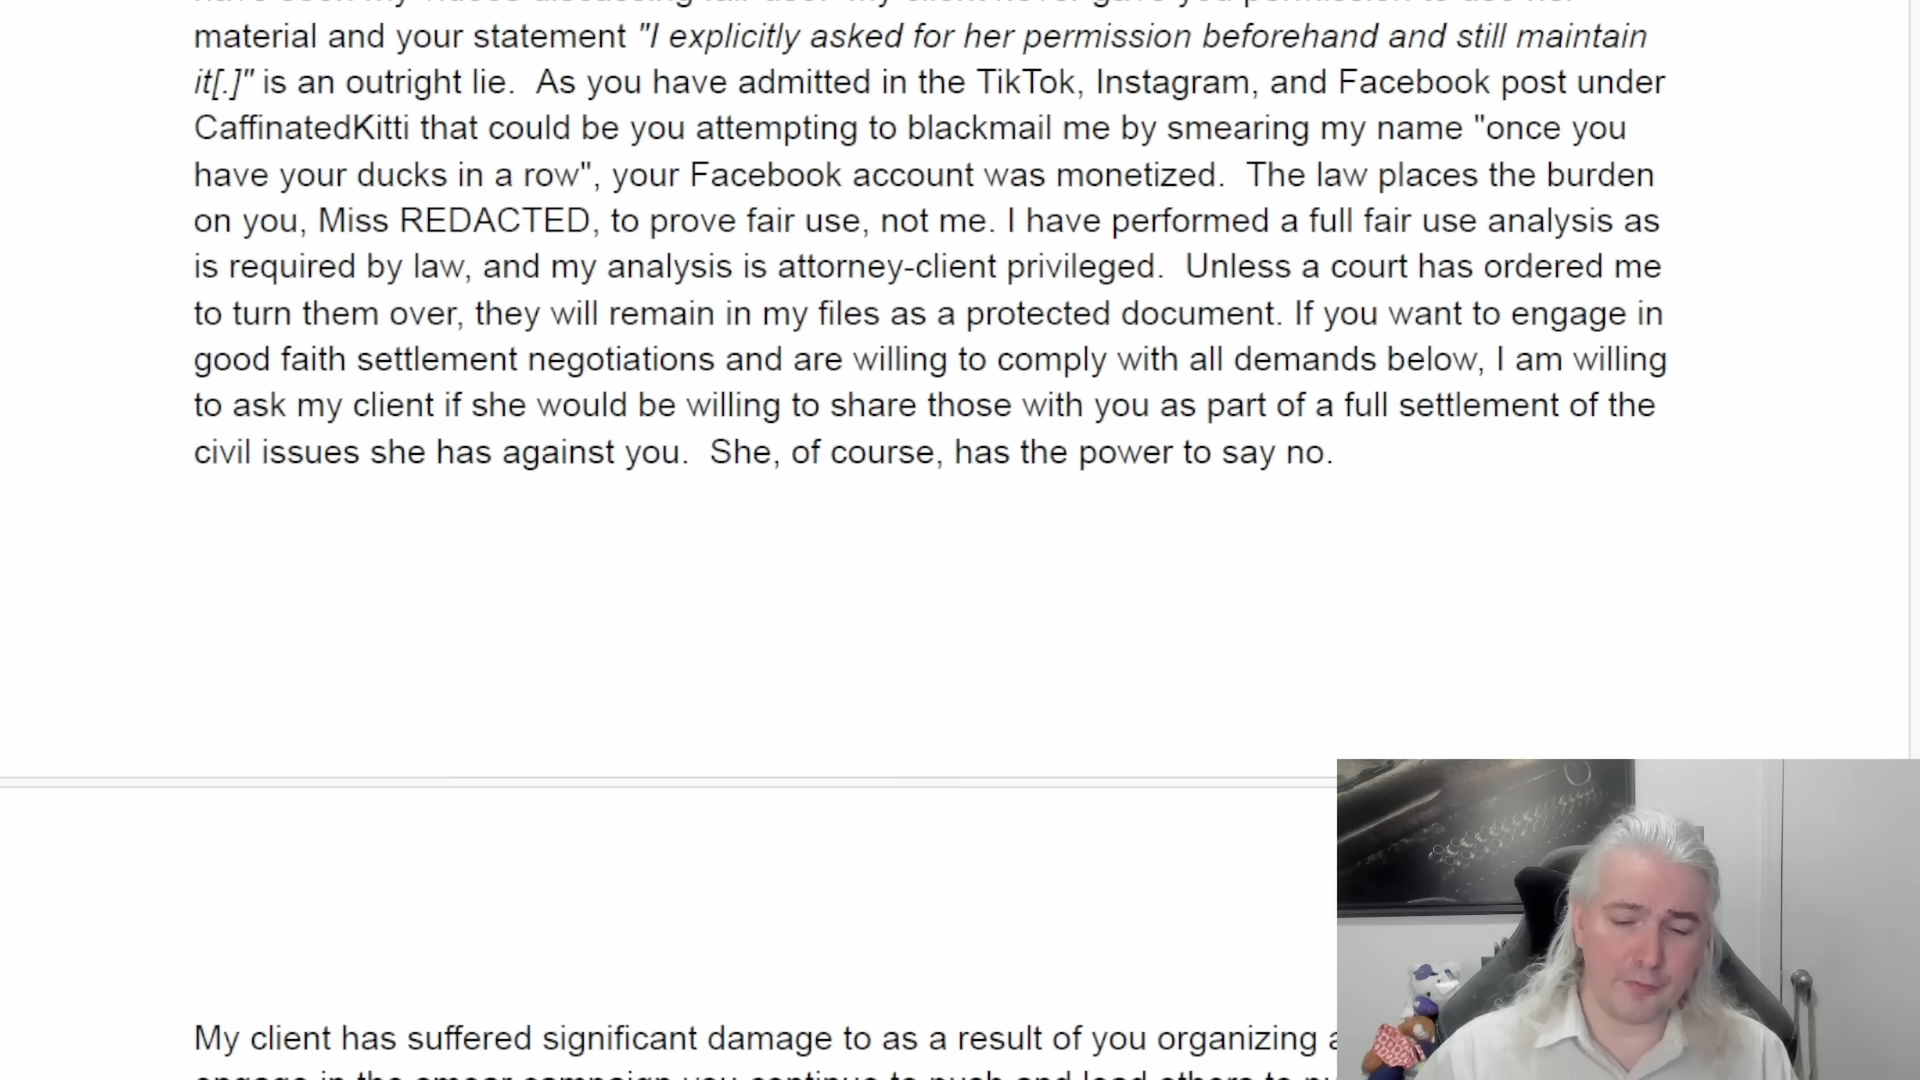 material and your statement "I explicitly asked for her permission beforehand and still maintain
it[.]" is an outright lie.  As you have admitted in the TikTok, Instagram, and Facebook post under
CaffinatedKitti that could be you attempting to blackmail me by smearing my name "once you
have your ducks in a row", your Facebook account was monetized.  The law places the burden
on you, Miss REDACTED, to prove fair use, not me. I have performed a full fair use analysis as
is required by law, and my analysis is attorney-client privileged.  Unless a court has ordered me
to turn them over, they will remain in my files as a protected document. If you want to engage in
good faith settlement negotiations and are willing to comply with all demands below, I am willing
to ask my client if she would be willing to share those with you as part of a full settlement of the
civil issues she has against you.  She, of course, has the power to say no.
My client has suffered significant damage to as a result of you organizing